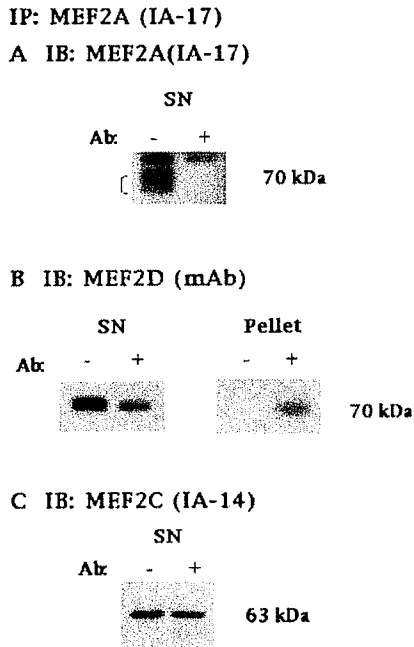 IP: MEF2A (IA-17)
A IB: MEF2A(IA-17)
SN
Ab: - +
70 kDa
B IB: MEF2D (mAb)
SN Pellet
Ab: - + - +
70 kDa
C IB: MEF2C (IA-14)
SN
Ab: - +
63 kDa